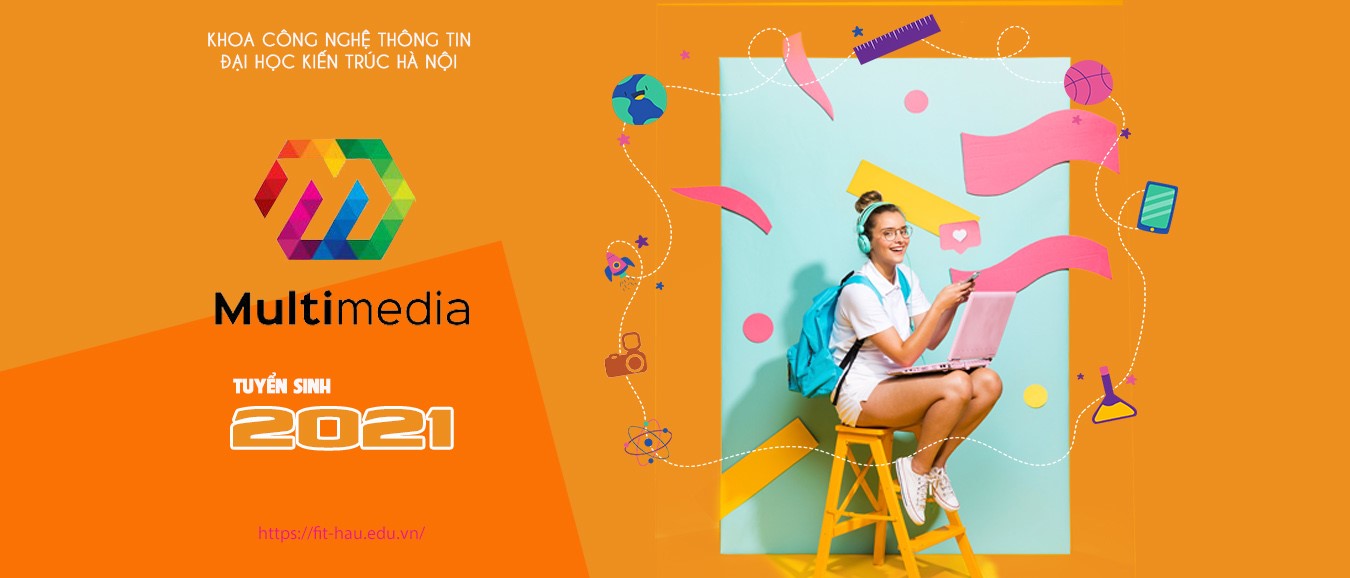 KHOA CÔNG NGHỆ THÔNG TIN
ĐẠI HỌC KIẾN TRÚC HÀ NỘI
Multimedia
TUYỂN SINH
2021
https://fit-hau.edu.vn/